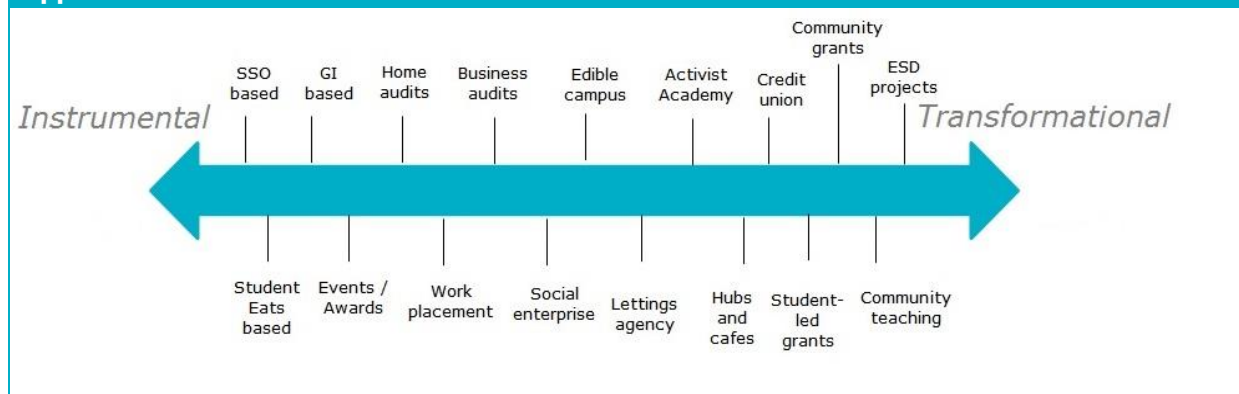 Community
grants
SSO
based
GI
based
Home
audits
Business
audits
Edible
campus
Activist
Academy
Credit
union
ESD
projects
Instrumental
Transformational
Student
Eats
based
Events /
Awards
Work
placement
Social
enterprise
Lettings
agency
Hubs
and
cafes
Student-
led
grants
Community
teaching